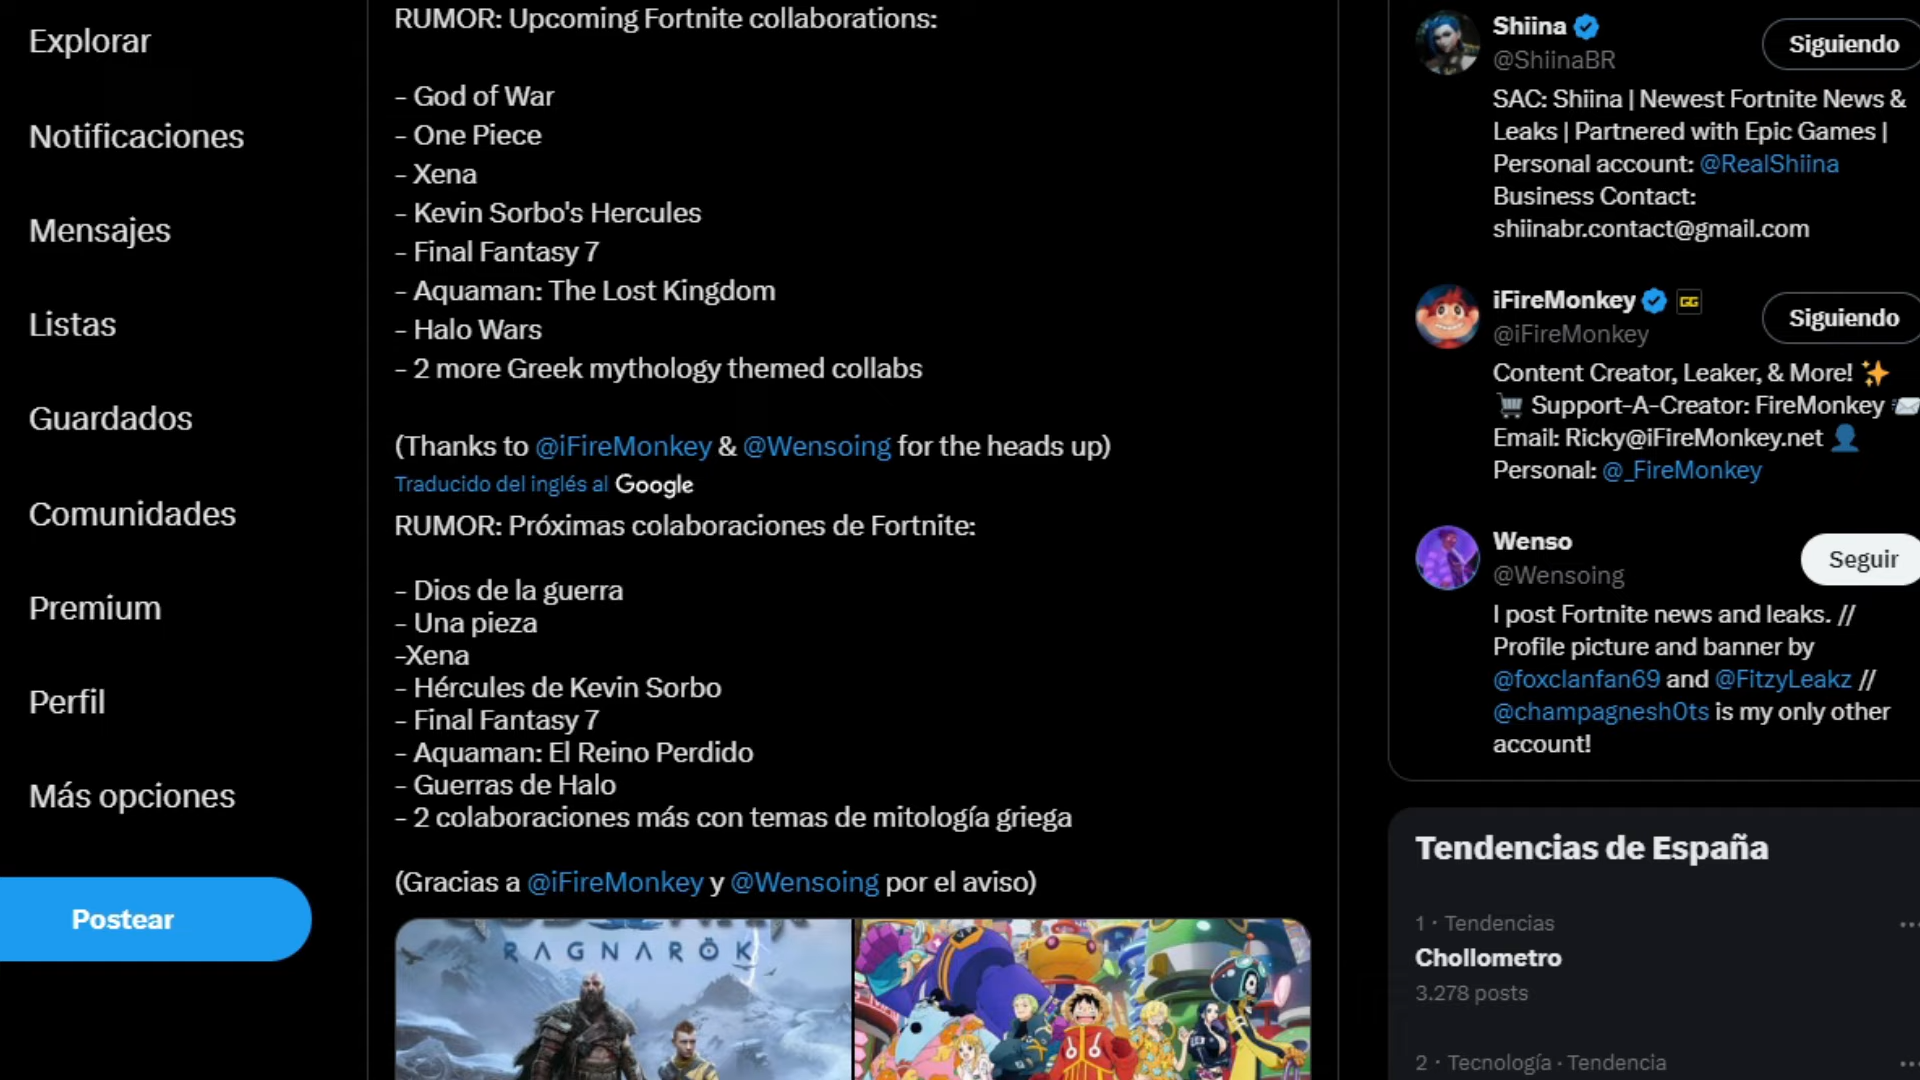 Explorar
Notificaciones
Mensajes
Listas
Guardados
Comunidades
Premium
Perfil
Más opciones
Postear
RUMOR: Upcoming Fortnite collaborations:
- God of War
- One Piece
- Xena
- Kevin Sorbo's Hercules
- Final Fantasy 7
- Aquaman: The Lost Kingdom
- Halo Wars
- 2 more Greek mythology themed collabs
(Thanks to @iFireMonkey & @Wensoing for the heads up)
Traducido del inglés al Google
RUMOR: Próximas colaboraciones de Fortnite:
- Dios de la guerra
- Una pieza
-Xena
- Hércules de Kevin Sorbo
- Final Fantasy 7
- Aquaman: El Reino Perdido
- Guerras de Halo
- 2 colaboraciones más con temas de mitología griega
(Gracias a @iFireMonkey y @Wensoing por el aviso)
RAGNARÖK
Shiina
Siguiendo
@ShiinaBR
SAC: Shiina | Newest Fortnite News &
Leaks | Partnered with Epic Games |
Personal account: @RealShiina
Business Contact:
shiinabr.contact@gmail.com
iFireMonkey GG
Siguiendo
@iFireMonkey
Content Creator, Leaker, & More! ✨
🛒 Support-A-Creator: FireMonkey 📨
Email: Ricky@iFireMonkey.net 👤
Personal: @_FireMonkey
Wenso
Seguir
@Wensoing
I post Fortnite news and leaks. //
Profile picture and banner by
@foxclanfan69 and @FitzyLeakz //
@champagnesh0ts is my only other
account!
Tendencias de España
1 · Tendencias
Chollometro
3.278 posts
2 · Tecnología · Tendencia